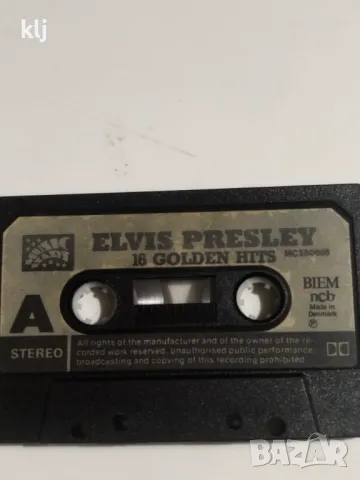 klj
ELVIS PRESLEY
16 GOLDEN HITS
A
BIEM
ncb
Made in
Denmark
P
STEREO
All rights of the manufacturer and of the owner of the re-
corded work reserved. Unauthorised public performance,
broadcasting and copying of this recording prohibited.
BAZAR